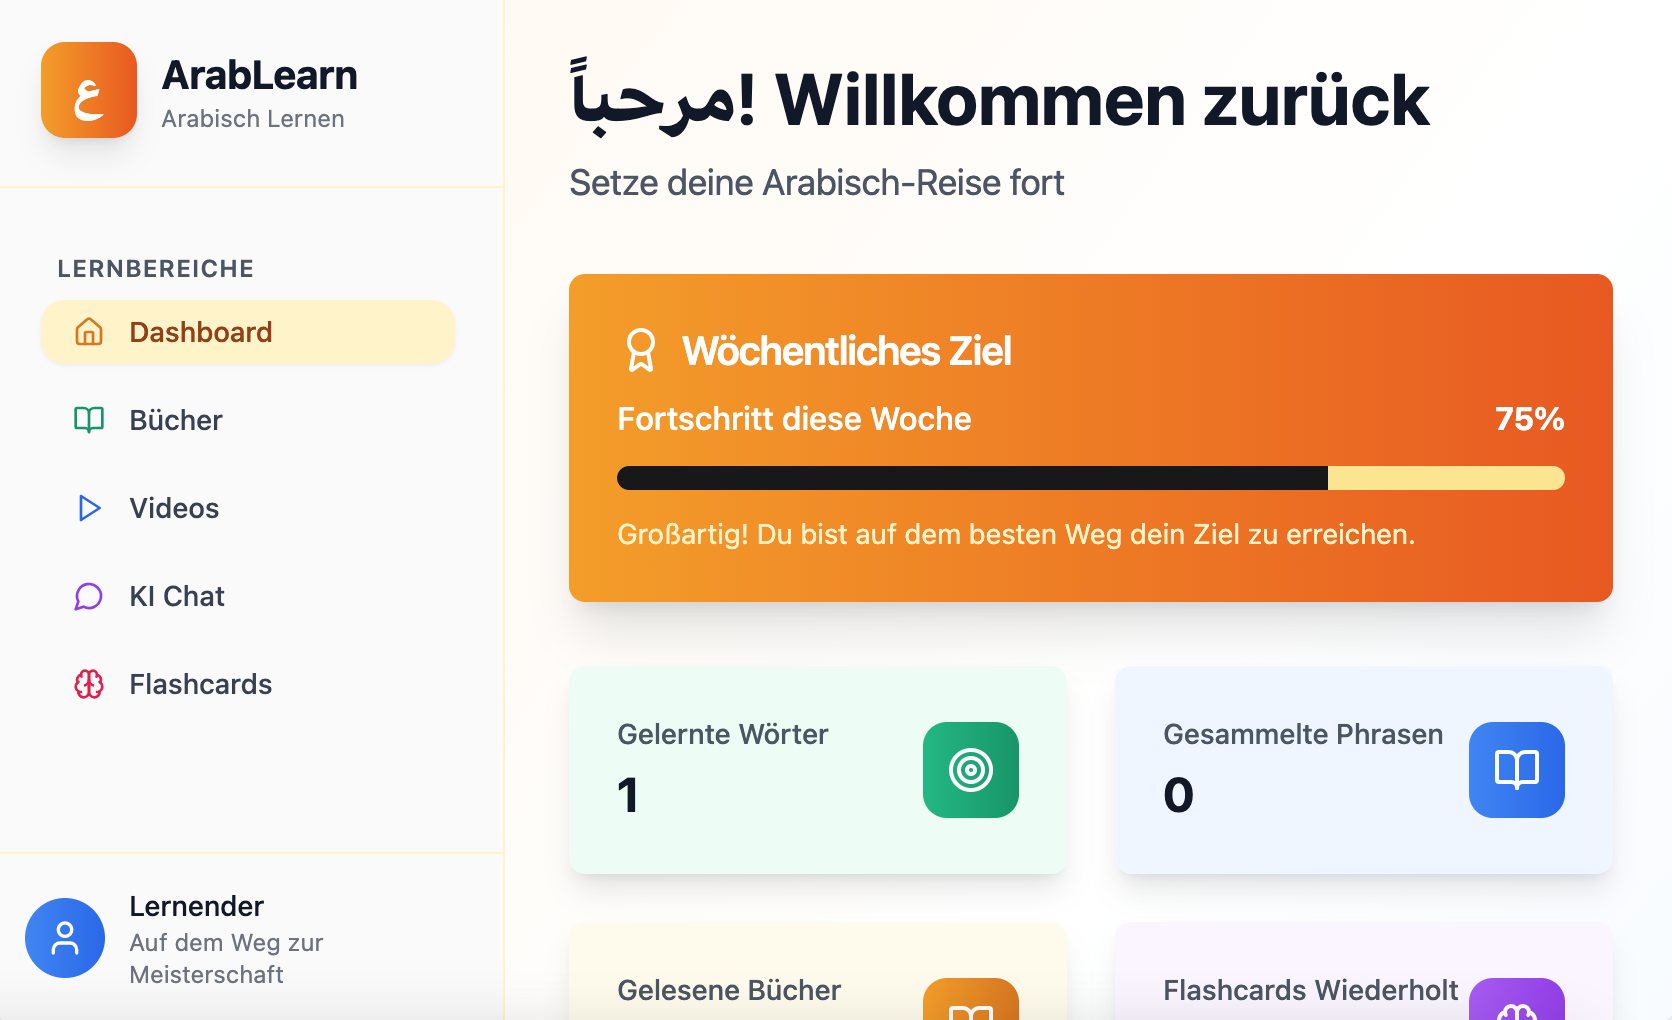 ع
ArabLearn
Arabisch Lernen
LERNBEREICHE
Dashboard
Bücher
Videos
KI Chat
Flashcards
Lernender
Auf dem Weg zur
Meisterschaft
مرحباً! Willkommen zurück
Setze deine Arabisch-Reise fort
Wöchentliches Ziel
Fortschritt diese Woche 75%
Großartig! Du bist auf dem besten Weg dein Ziel zu erreichen.
Gelernte Wörter
1
Gesammelte Phrasen
0
Gelesene Bücher
Flashcards Wiederholt